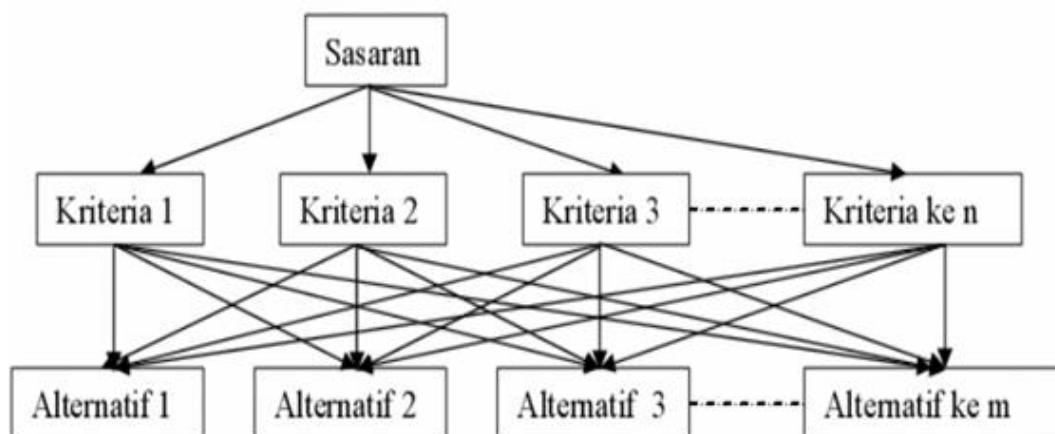 Sasaran
Kriteria 1
Kriteria 2
Kriteria 3
Kriteria ke n
Alternatif 1
Alternatif 2
Alternatif 3
Alternatif ke m